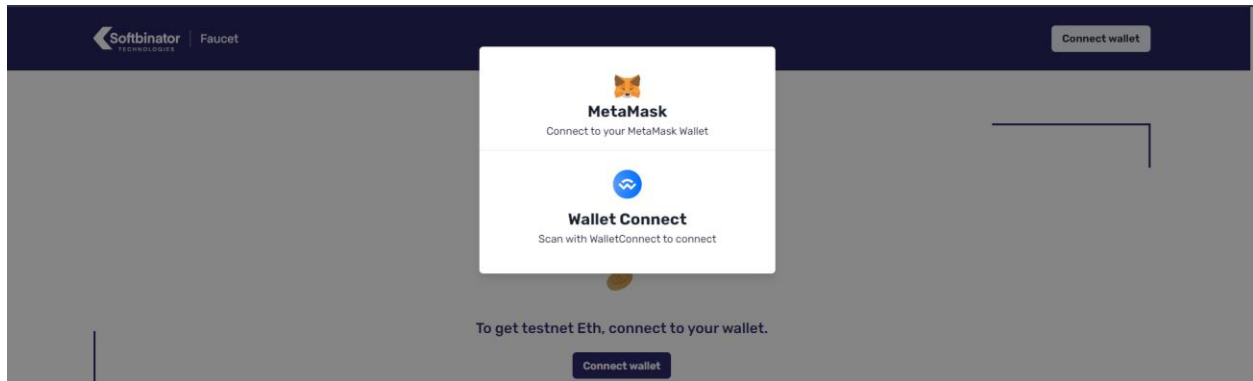 Softbinator
TECHNOLOGIES
Faucet
Connect wallet
MetaMask
Connect to your MetaMask Wallet
Wallet Connect
Scan with WalletConnect to connect
To get testnet Eth, connect to your wallet.
Connect wallet